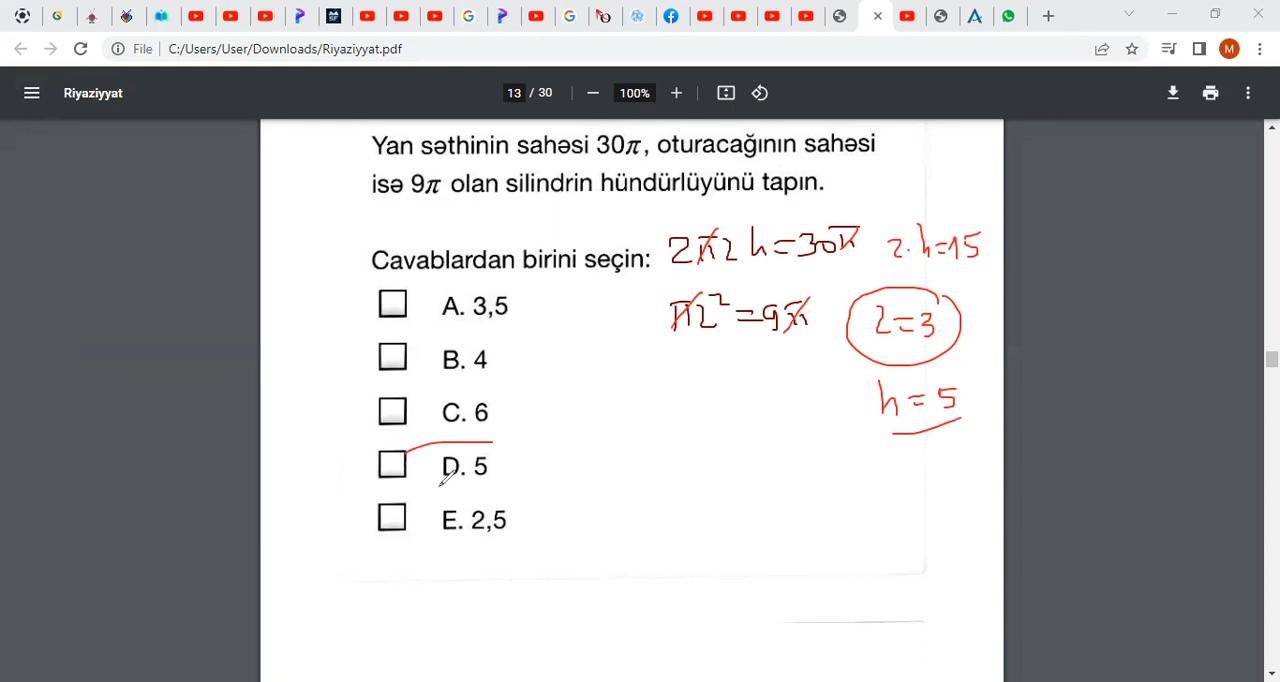 File C:/Users/User/Downloads/Riyaziyyat.pdf M
Riyaziyyat 13 / 30 100%
Yan səthinin sahəsi 30π, oturacağının sahəsi
isə 9π olan silindrin hündürlüyünü tapın.
Cavablardan birini seçin:
2πr h = 30π r·h=15
A. 3,5
πr² = 9π r=3
B. 4
h = 5
C. 6
D. 5
E. 2,5